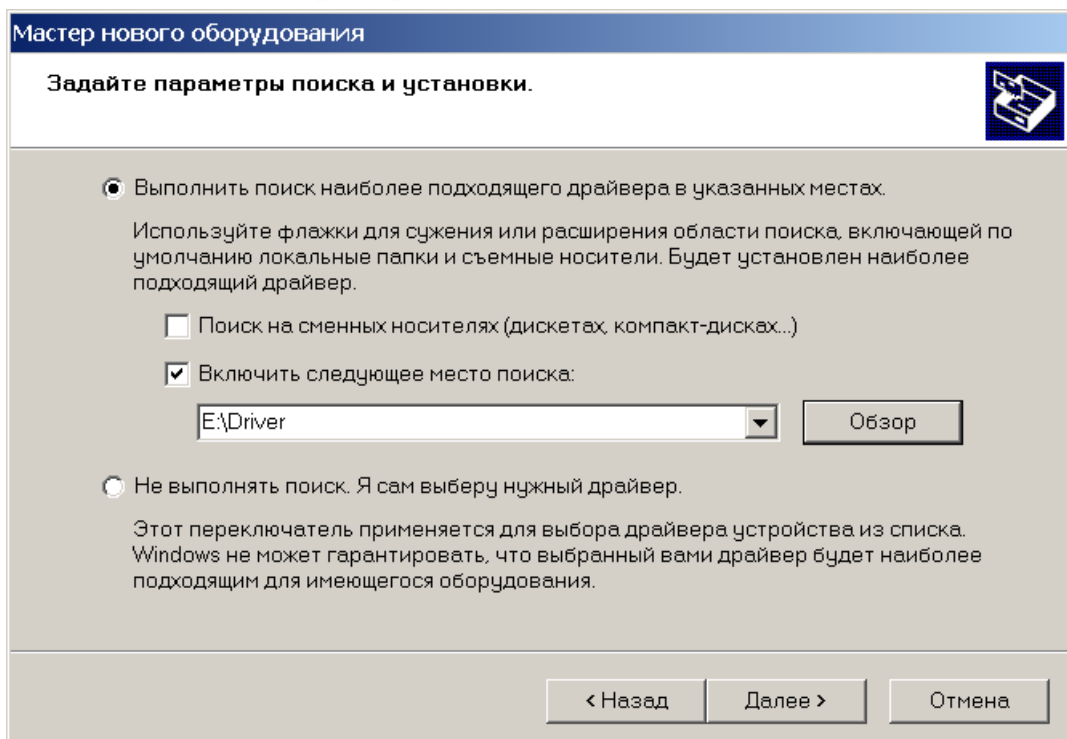 Мастер нового оборудования
Задайте параметры поиска и установки.
Выполнить поиск наиболее подходящего драйвера в указанных местах.
Используйте флажки для сужения или расширения области поиска, включающей по
умолчанию локальные папки и съемные носители. Будет установлен наиболее
подходящий драйвер.
Поиск на сменных носителях (дискетах, компакт-дисках...)
Включить следующее место поиска:
E:\Driver
Обзор
Не выполнять поиск. Я сам выберу нужный драйвер.
Этот переключатель применяется для выбора драйвера устройства из списка.
Windows не может гарантировать, что выбранный вами драйвер будет наиболее
подходящим для имеющегося оборудования.
< Назад Далее > Отмена